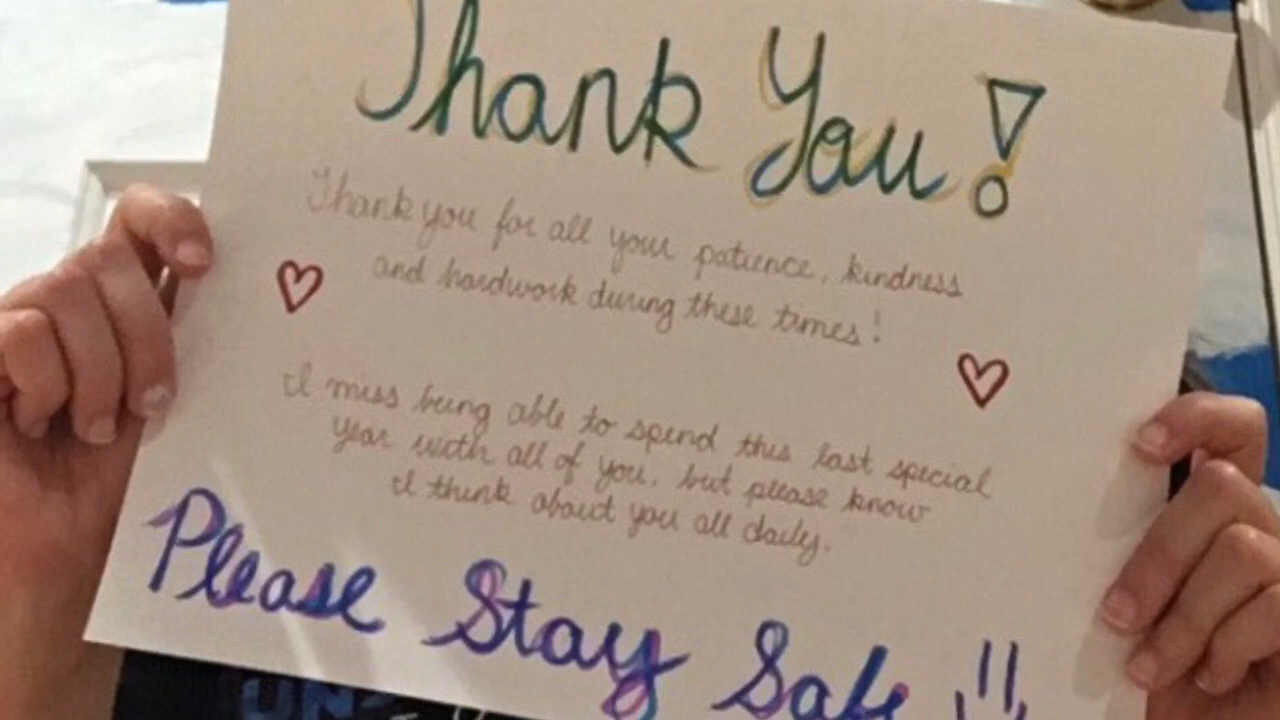 Thank You!
Thank you for all your patience, kindness
and hardwork during these times!
I miss being able to spend this last special
year with all of you, but please know
I think about you all daily.
Please Stay Safe !!
UN